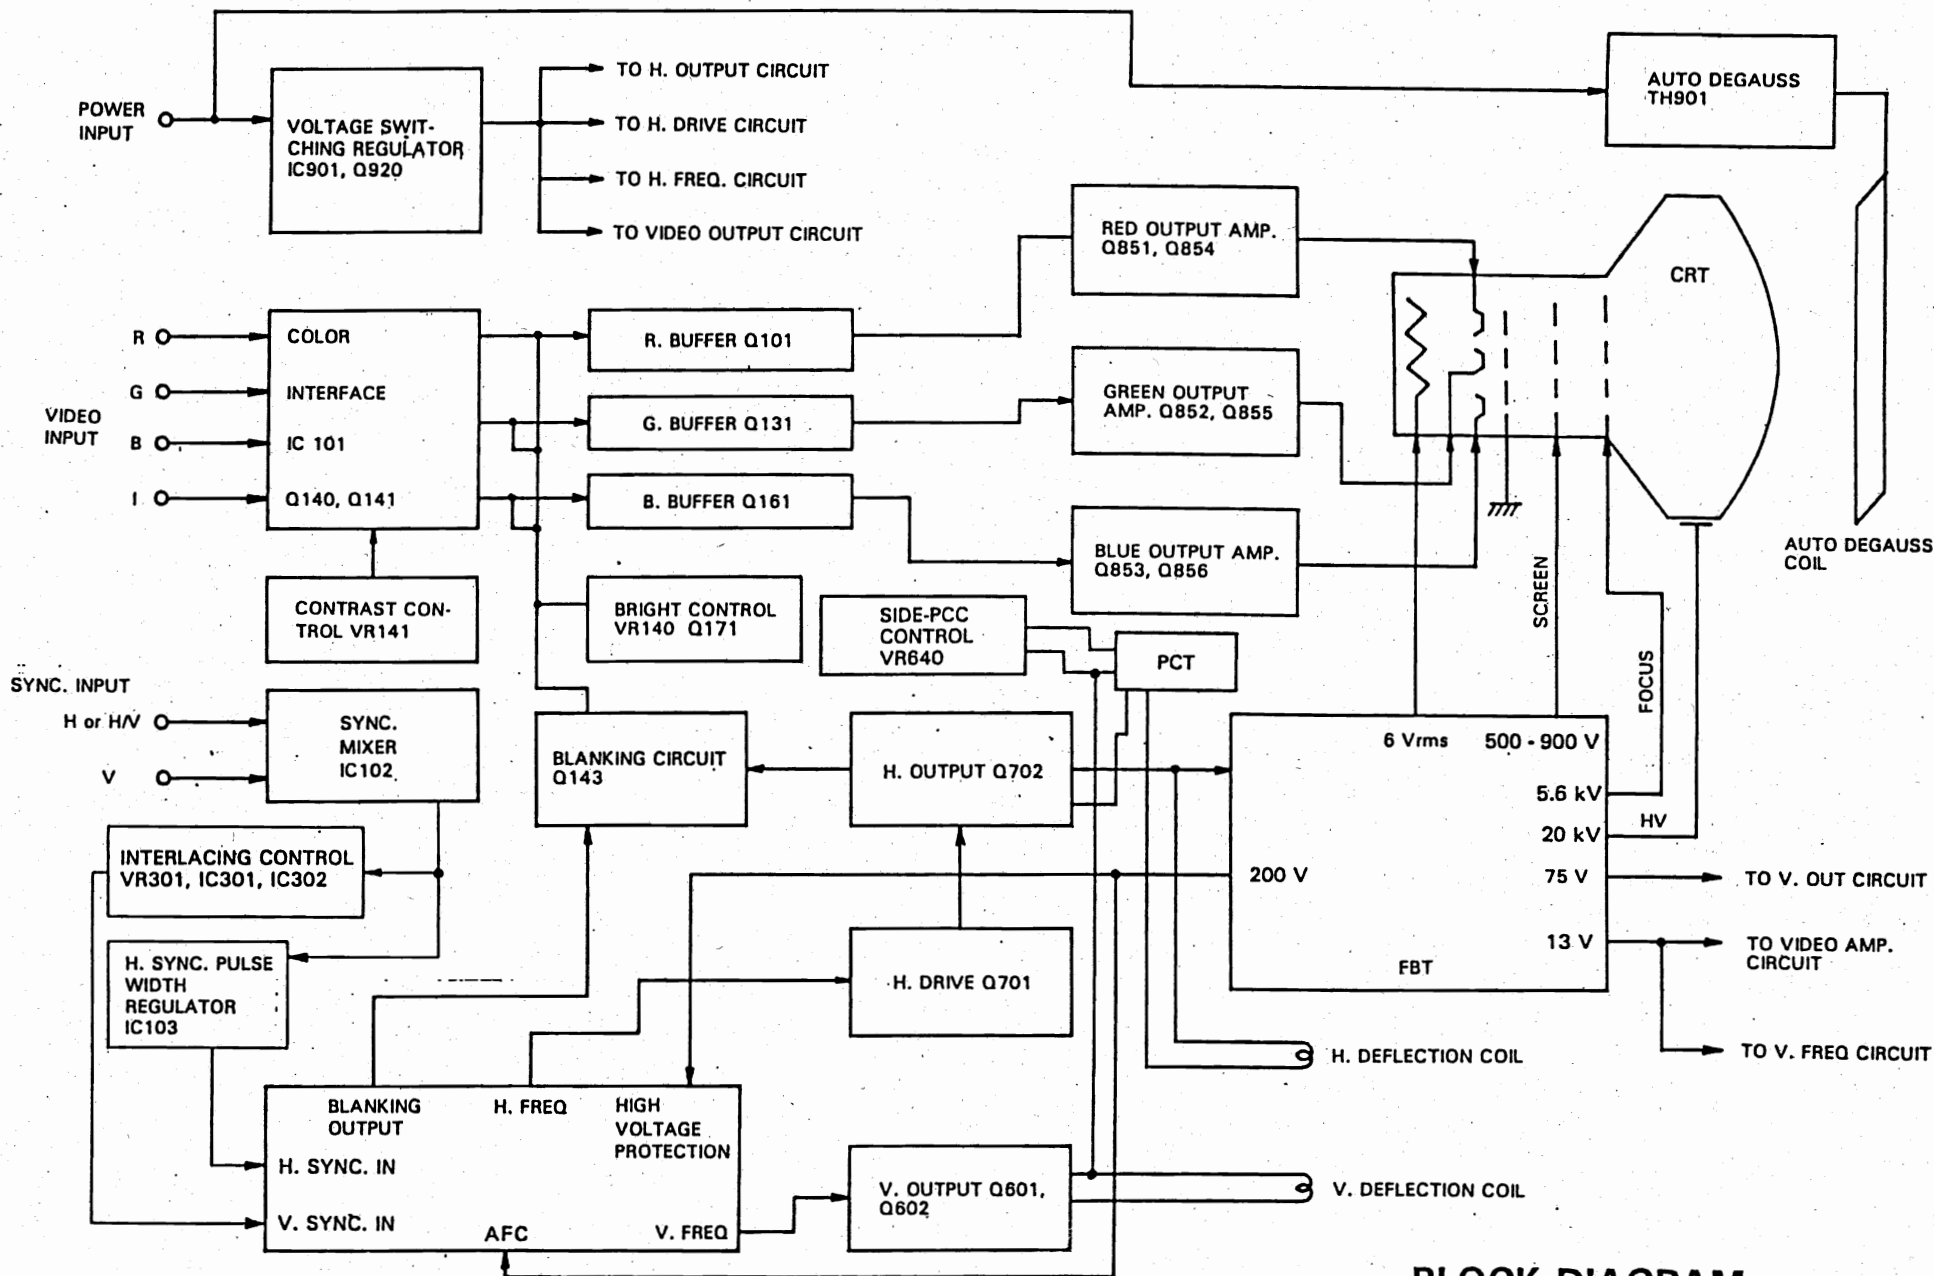 POWER
INPUT
VOLTAGE SWIT-
CHING REGULATOR
IC901, Q920
TO H. OUTPUT CIRCUIT
TO H. DRIVE CIRCUIT
TO H. FREQ. CIRCUIT
TO VIDEO OUTPUT CIRCUIT
AUTO DEGAUSS
TH901
AUTO DEGAUSS
COIL
VIDEO
INPUT
R
G
B
I
COLOR
INTERFACE
IC 101
Q140, Q141
R. BUFFER Q101
G. BUFFER Q131
B. BUFFER Q161
RED OUTPUT AMP.
Q851, Q854
GREEN OUTPUT
AMP. Q852, Q855
BLUE OUTPUT AMP.
Q853, Q856
CRT
CONTRAST CON-
TROL VR141
BRIGHT CONTROL
VR140 Q171
SIDE-PCC
CONTROL
VR640
PCT
SCREEN
FOCUS
SYNC. INPUT
H or H/V
V
SYNC.
MIXER
IC102
BLANKING CIRCUIT
Q143
H. OUTPUT Q702
6 Vrms
500 - 900 V
5.6 kV
20 kV
HV
200 V
75 V
13 V
FBT
TO V. OUT CIRCUIT
TO VIDEO AMP.
CIRCUIT
TO V. FREQ CIRCUIT
INTERLACING CONTROL
VR301, IC301, IC302
H. SYNC. PULSE
WIDTH
REGULATOR
IC103
H. DRIVE Q701
H. DEFLECTION COIL
BLANKING
OUTPUT
H. FREQ
HIGH
VOLTAGE
PROTECTION
H. SYNC. IN
V. SYNC. IN
AFC
V. FREQ
V. OUTPUT Q601,
Q602
V. DEFLECTION COIL
BLOCK DIAGRAM